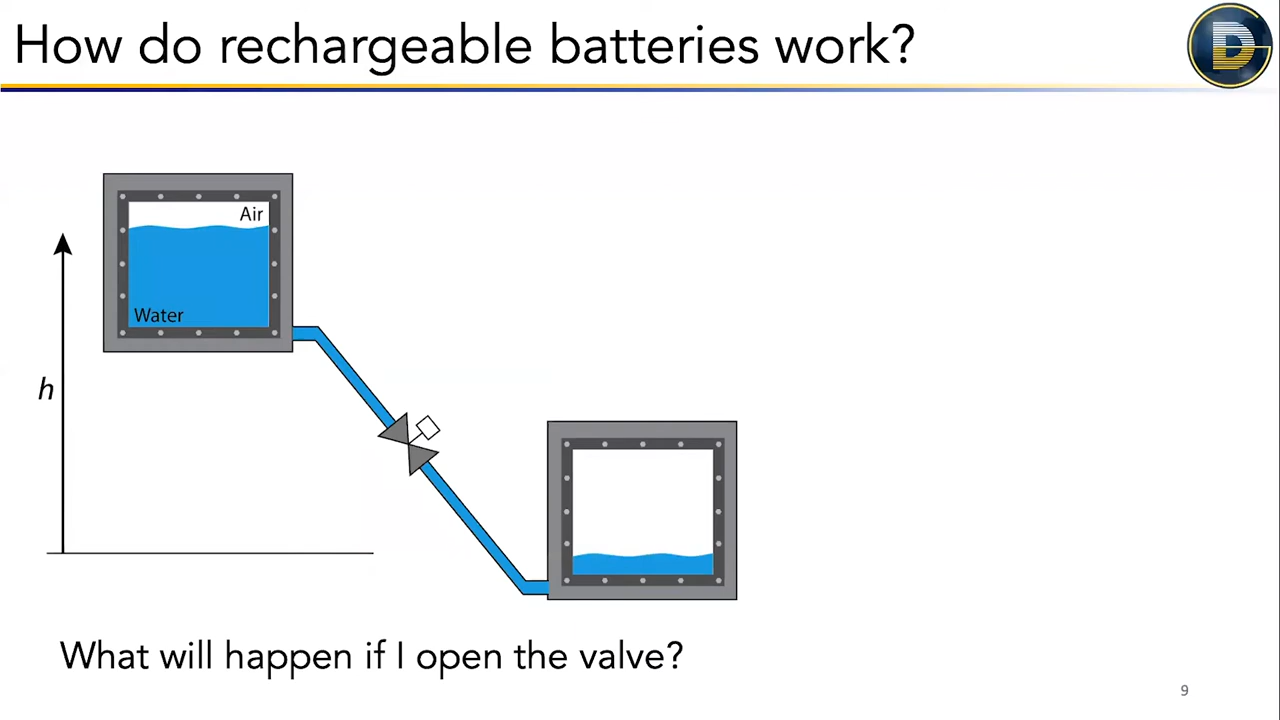 How do rechargeable batteries work?
D
Air
Water
h
What will happen if I open the valve?
9